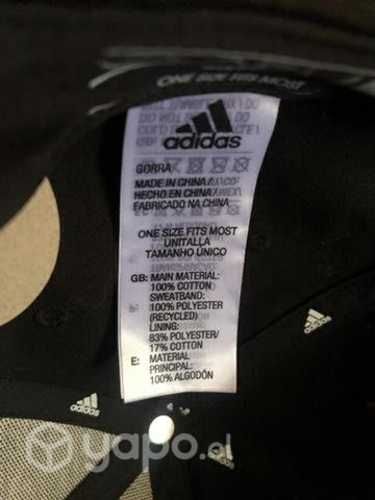 ONE SIZE FITS MOST
adidas
GORRA
MADE IN CHINA/
HECHO EN CHINA/
FABRICADO NA CHINA
ONE SIZE FITS MOST
UNITALLA
TAMANHO ÚNICO
GB: MAIN MATERIAL:
100% COTTON
SWEATBAND:
100% POLYESTER
(RECYCLED)
LINING:
83% POLYESTER/
17% COTTON
E: MATERIAL
PRINCIPAL:
100% ALGODÓN
adidas
adidas
adidas
yapo.cl